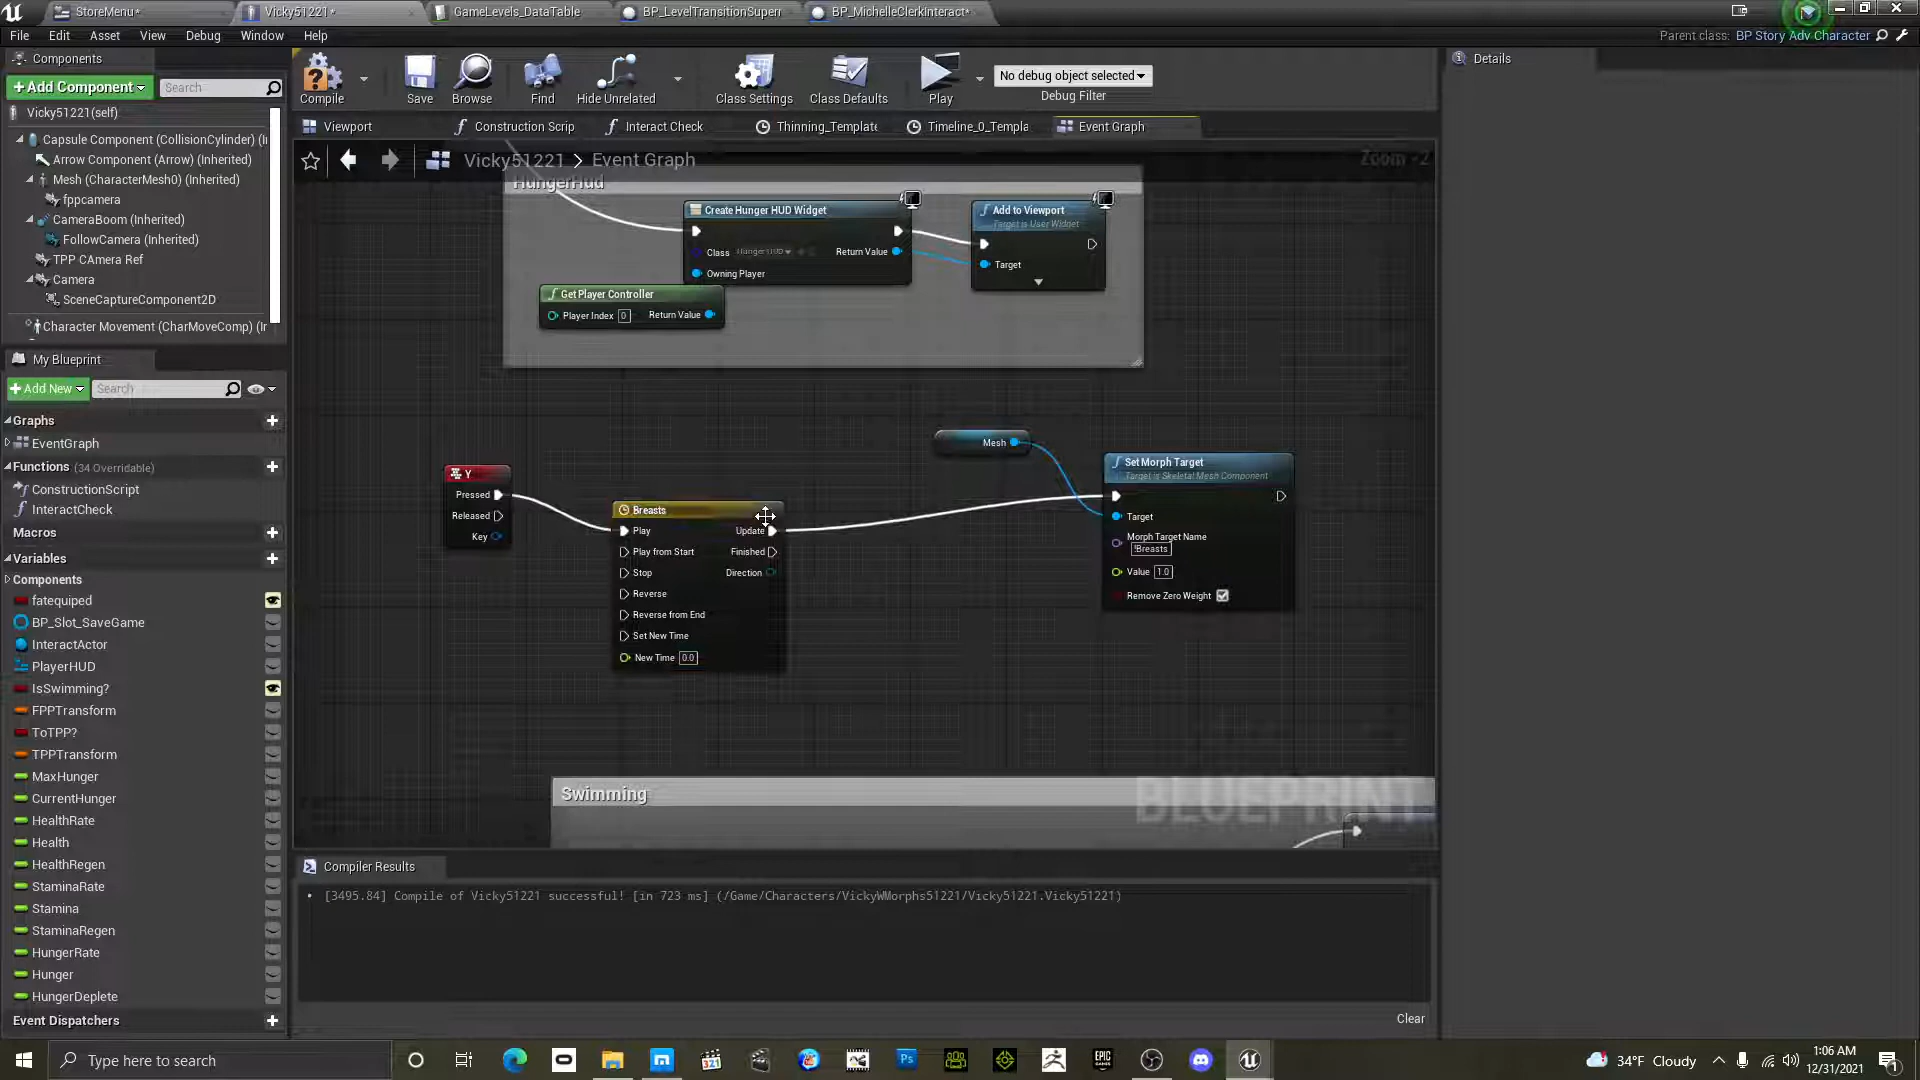 StoreMenu*
Vicky51221*
GameLevels_DataTable
BP_LevelTransitionSupern
BP_MichelleClerkInteract*
File Edit Asset View Debug Window Help
Parent class: BP Story Adv Character
Components
+Add Component
Search
Vicky51221(self)
Capsule Component (CollisionCylinder) (I
Arrow Component (Arrow) (Inherited)
Mesh (CharacterMesh0) (Inherited)
fppcamera
CameraBoom (Inherited)
FollowCamera (Inherited)
TPP CAmera Ref
Camera
SceneCaptureComponent2D
Character Movement (CharMoveComp) (Ir
My Blueprint
+Add New
Search
Graphs
EventGraph
Functions (34 Overridable)
ConstructionScript
InteractCheck
Macros
Variables
Components
fatequiped
BP_Slot_SaveGame
InteractActor
PlayerHUD
IsSwimming?
FPPTransform
ToTPP?
TPPTransform
MaxHunger
CurrentHunger
HealthRate
Health
HealthRegen
StaminaRate
Stamina
StaminaRegen
HungerRate
Hunger
HungerDeplete
Event Dispatchers
Compile
Save
Browse
Find
Hide Unrelated
Class Settings
Class Defaults
Play
No debug object selected
Debug Filter
Viewport
Construction Scrip
Interact Check
Thinning_Template
Timeline_0_Templa
Event Graph
Vicky51221 > Event Graph
Zoom -2
HungerHud
Create Hunger HUD Widget
Class HungerHUD
Return Value
Owning Player
Get Player Controller
Player Index 0
Return Value
Add to Viewport
Target is User Widget
Target
Y
Pressed
Released
Key
Breasts
Play
Update
Play from Start
Finished
Stop
Direction
Reverse
Reverse from End
Set New Time
New Time 0.0
Mesh
Set Morph Target
Target is Skeletal Mesh Component
Target
Morph Target Name
!Breasts
Value 1.0
Remove Zero Weight
Swimming
BLUEPRINT
Compiler Results
[3495.84] Compile of Vicky51221 successful! [in 723 ms] (/Game/Characters/VickyWMorphs51221/Vicky51221.Vicky51221)
Clear
Details
Type here to search
34°F Cloudy
1:06 AM
12/31/2021